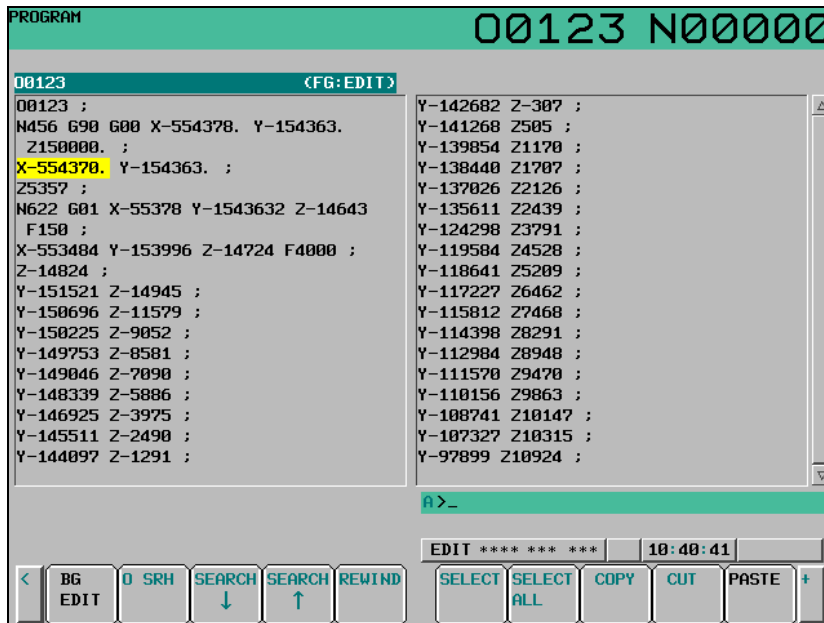 PROGRAM
O0123 N00000
O0123 (FG:EDIT)
O0123 ;
N456 G90 G00 X-554378. Y-154363.
Z150000. ;
X-554370. Y-154363. ;
Z5357 ;
N622 G01 X-55378 Y-1543632 Z-14643
F150 ;
X-553484 Y-153996 Z-14724 F4000 ;
Z-14824 ;
Y-151521 Z-14945 ;
Y-150696 Z-11579 ;
Y-150225 Z-9052 ;
Y-149753 Z-8581 ;
Y-149046 Z-7090 ;
Y-148339 Z-5886 ;
Y-146925 Z-3975 ;
Y-145511 Z-2490 ;
Y-144097 Z-1291 ;
Y-142682 Z-307 ;
Y-141268 Z505 ;
Y-139854 Z1170 ;
Y-138440 Z1707 ;
Y-137026 Z2126 ;
Y-135611 Z2439 ;
Y-124298 Z3791 ;
Y-119584 Z4528 ;
Y-118641 Z5209 ;
Y-117227 Z6462 ;
Y-115812 Z7468 ;
Y-114398 Z8291 ;
Y-112984 Z8948 ;
Y-111570 Z9470 ;
Y-110156 Z9863 ;
Y-108741 Z10147 ;
Y-107327 Z10315 ;
Y-97899 Z10924 ;
A>_
EDIT **** *** *** 10:40:41
< BG EDIT
O SRH
SEARCH ↓
SEARCH ↑
REWIND
SELECT
SELECT ALL
COPY
CUT
PASTE
+